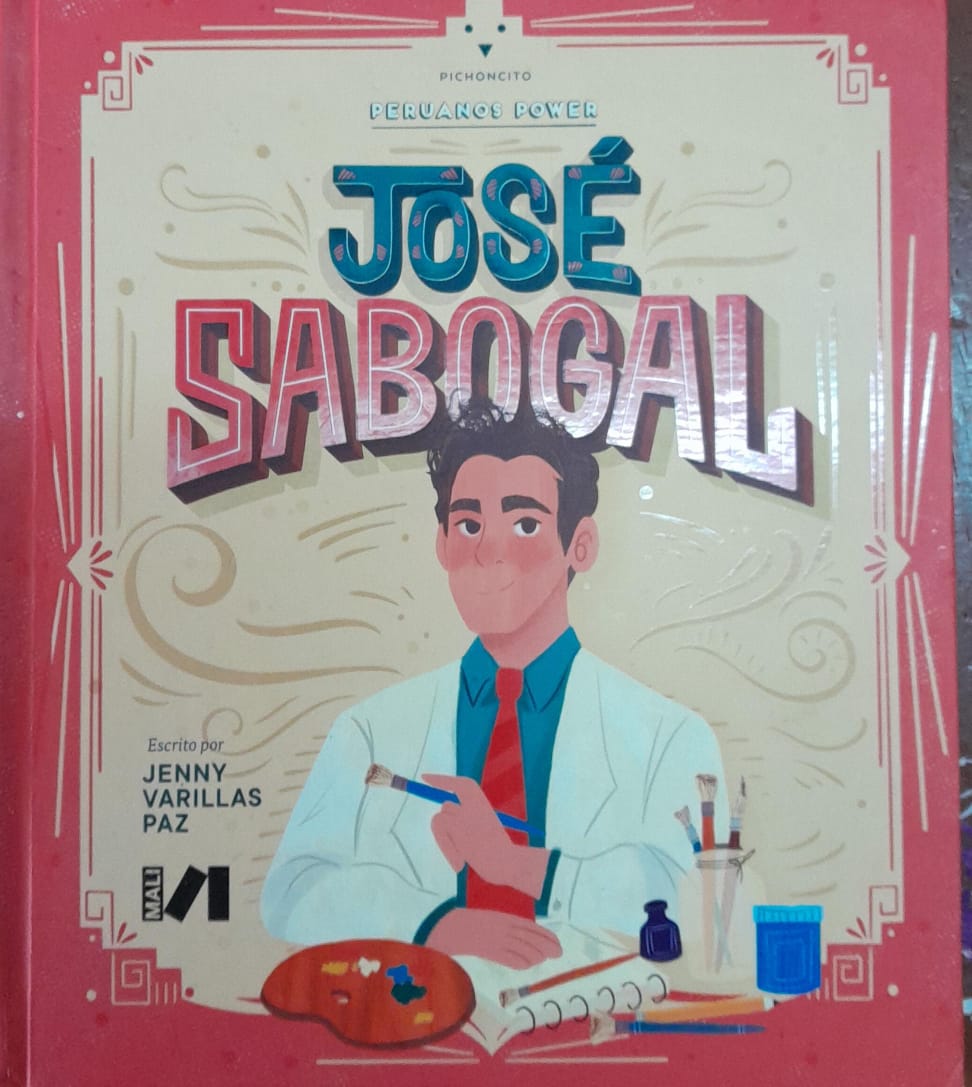 PICHONCITO
PERUANOS POWER
JOSÉ
SABOGAL
Escrito por
JENNY
VARILLAS
PAZ
MALI